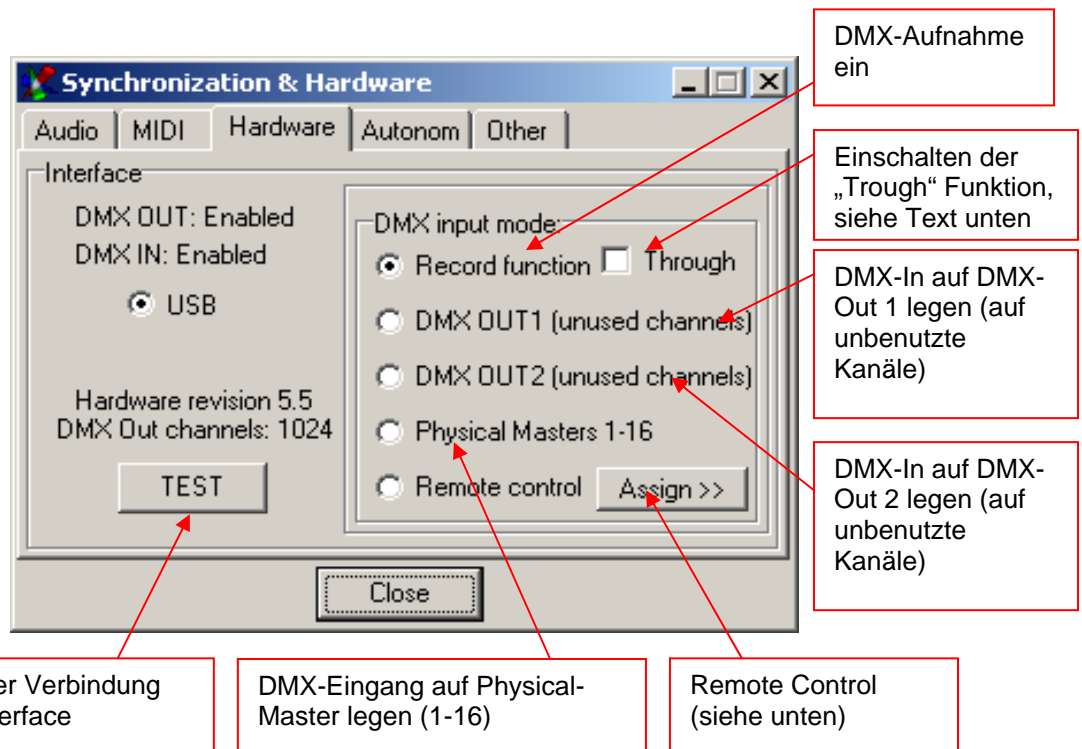 DMX-Aufnahme
ein
Synchronization & Hardware
Audio MIDI Hardware Autonom Other
Einschalten der
„Trough“ Funktion,
siehe Text unten
Interface
DMX OUT: Enabled
DMX IN: Enabled
USB
Hardware revision 5.5
DMX Out channels: 1024
TEST
DMX input mode:
Record function Through
DMX OUT1 (unused channels)
DMX OUT2 (unused channels)
Physical Masters 1-16
Remote control Assign >>
Close
DMX-In auf DMX-
Out 1 legen (auf
unbenutzte
Kanäle)
DMX-In auf DMX-
Out 2 legen (auf
unbenutzte
Kanäle)
er Verbindung
erface
DMX-Eingang auf Physical-
Master legen (1-16)
Remote Control
(siehe unten)